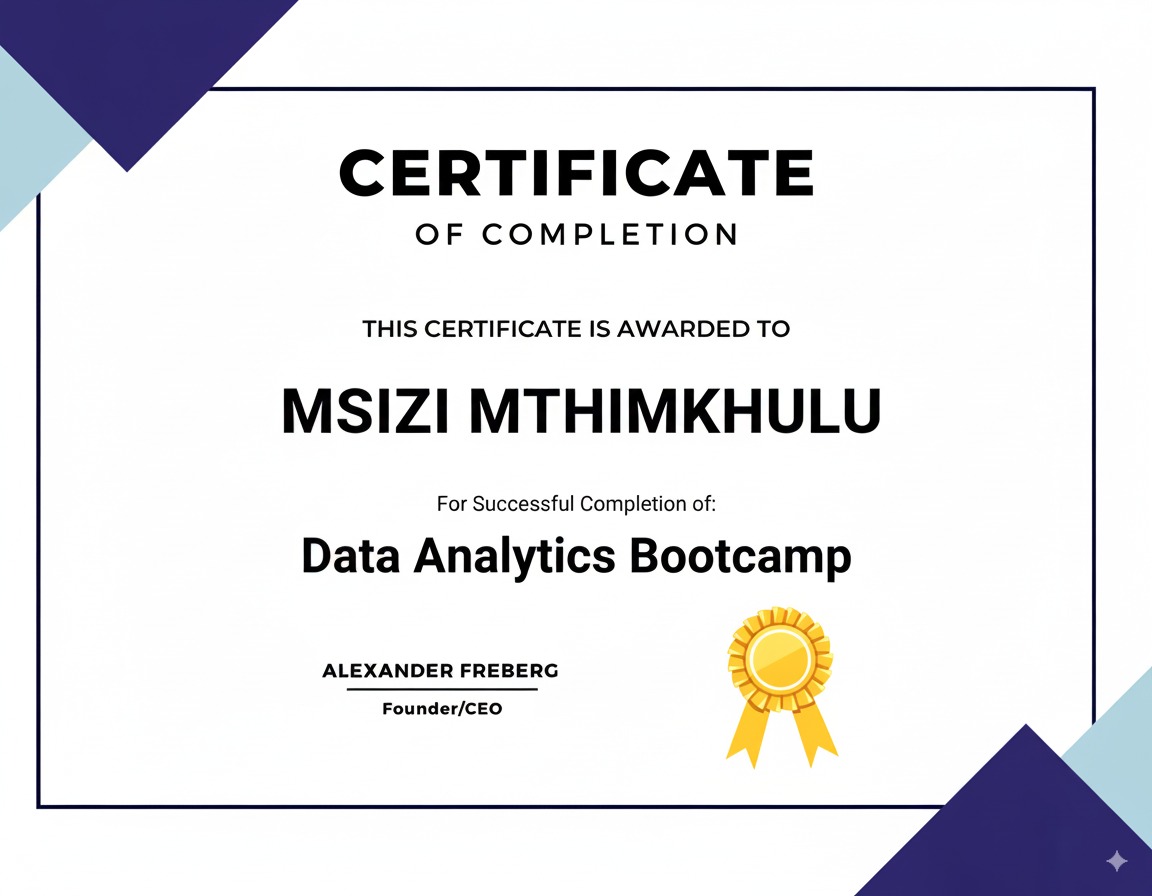 CERTIFICATE
OF COMPLETION
THIS CERTIFICATE IS AWARDED TO
MSIZI MTHIMKHULU
For Successful Completion of:
Data Analytics Bootcamp
ALEXANDER FREBERG
Founder/CEO